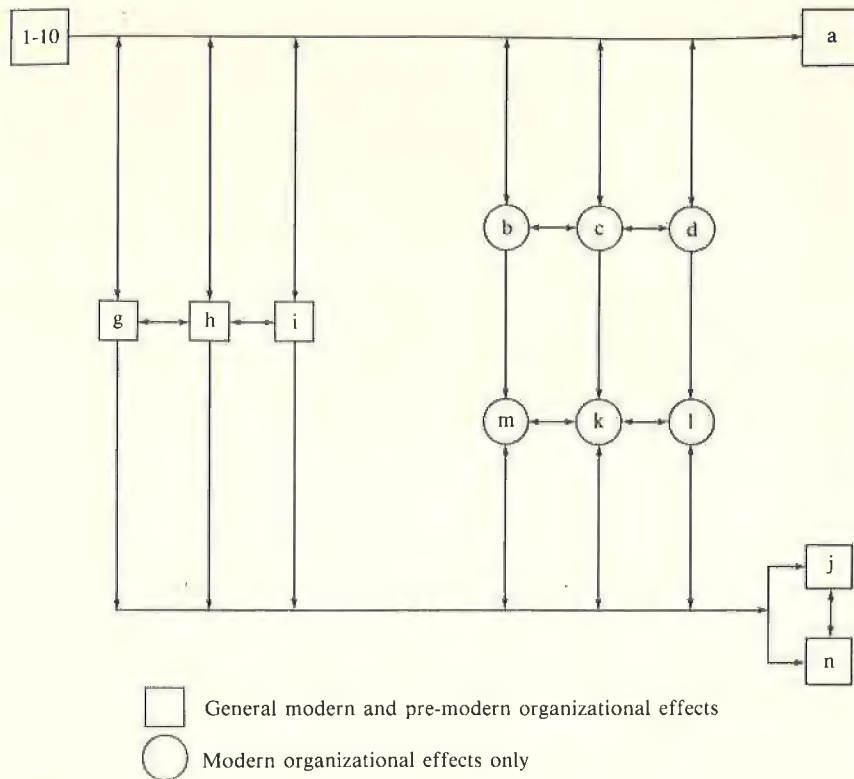 1-10 a
b c d
g h i
m k l
j
n
General modern and pre-modern organizational effects
Modern organizational effects only